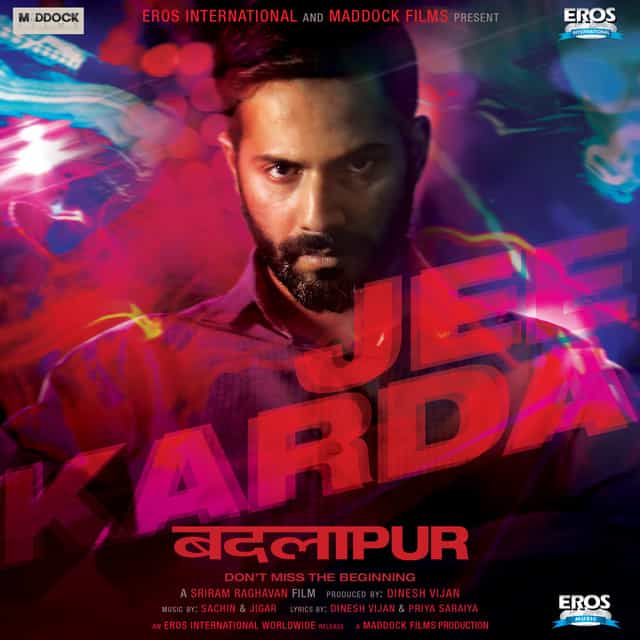 MADDOCK
FILMS
EROS INTERNATIONAL AND MADDOCK FILMS PRESENT
EROS
INTERNATIONAL
JEE
KARDA
बदलाPUR
DON'T MISS THE BEGINNING
A SRIRAM RAGHAVAN FILM PRODUCED BY: DINESH VIJAN
MUSIC BY: SACHIN & JIGAR LYRICS BY: DINESH VIJAN & PRIYA SARAIYA
AN EROS INTERNATIONAL WORLDWIDE RELEASE A MADDOCK FILMS PRODUCTION
EROS
MUSIC